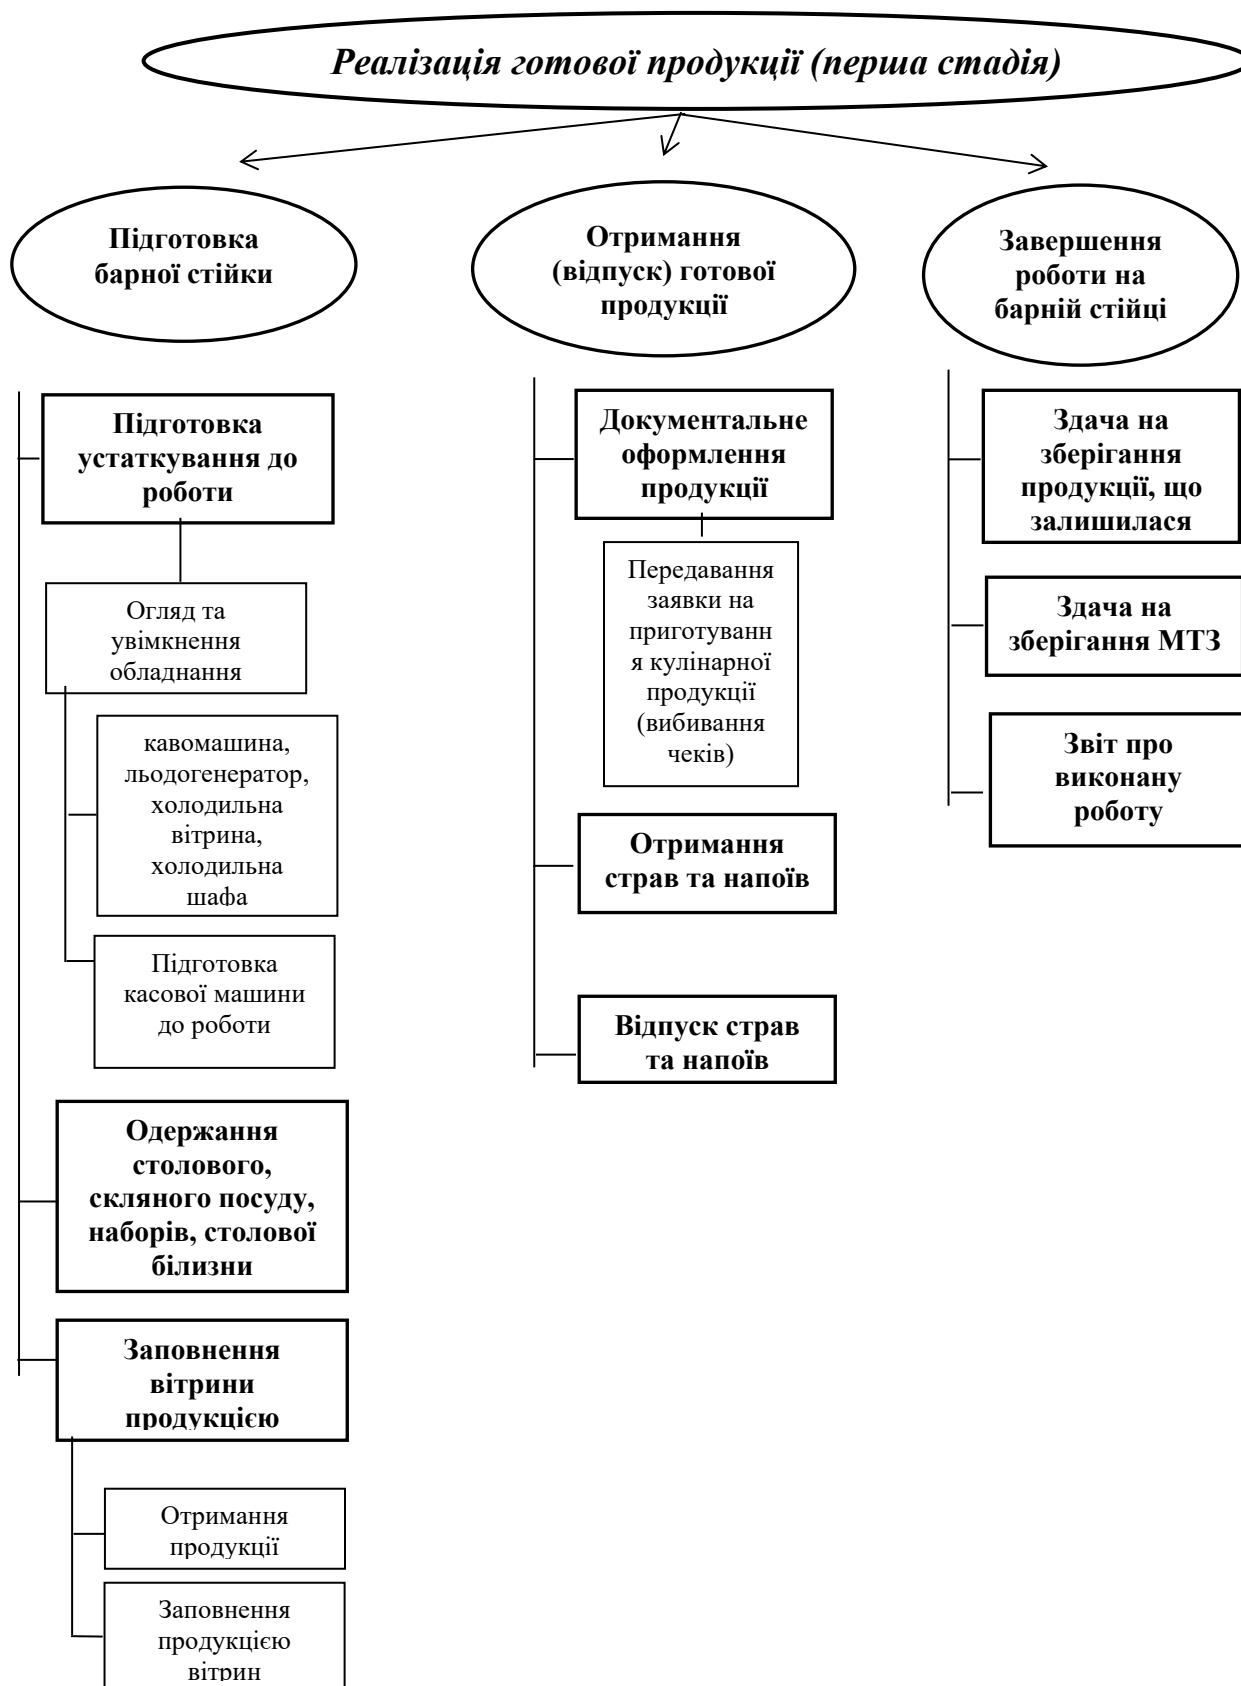 Реалізація готової продукції (перша стадія)
Підготовка
барної стійки
Підготовка
устаткування до
роботи
Огляд та
увімкнення
обладнання
кавомашина,
льодогенератор,
холодильна
вітрина,
холодильна
шафа
Підготовка
касової машини
до роботи
Одержання
столового,
скляного посуду,
наборів, столової
білизни
Заповнення
вітрини
продукцією
Отримання
продукції
Заповнення
продукцією
вітрин
Отримання
(відпуск) готової
продукції
Документальне
оформлення
продукції
Передавання
заявки на
приготуванн
я кулінарної
продукції
(вибивання
чеків)
Отримання
страв та напоїв
Відпуск страв
та напоїв
Завершення
роботи на
барній стійці
Здача на
зберігання
продукції, що
залишилася
Здача на
зберігання МТЗ
Звіт про
виконану
роботу